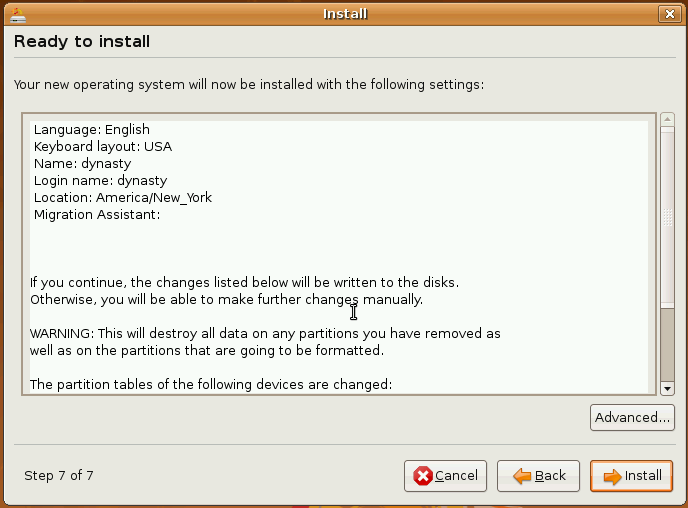 Install
Ready to install
Your new operating system will now be installed with the following settings:
Language: English
Keyboard layout: USA
Name: dynasty
Login name: dynasty
Location: America/New_York
Migration Assistant:
If you continue, the changes listed below will be written to the disks.
Otherwise, you will be able to make further changes manually.
WARNING: This will destroy all data on any partitions you have removed as
well as on the partitions that are going to be formatted.
The partition tables of the following devices are changed:
Advanced...
Step 7 of 7
Cancel
Back
Install